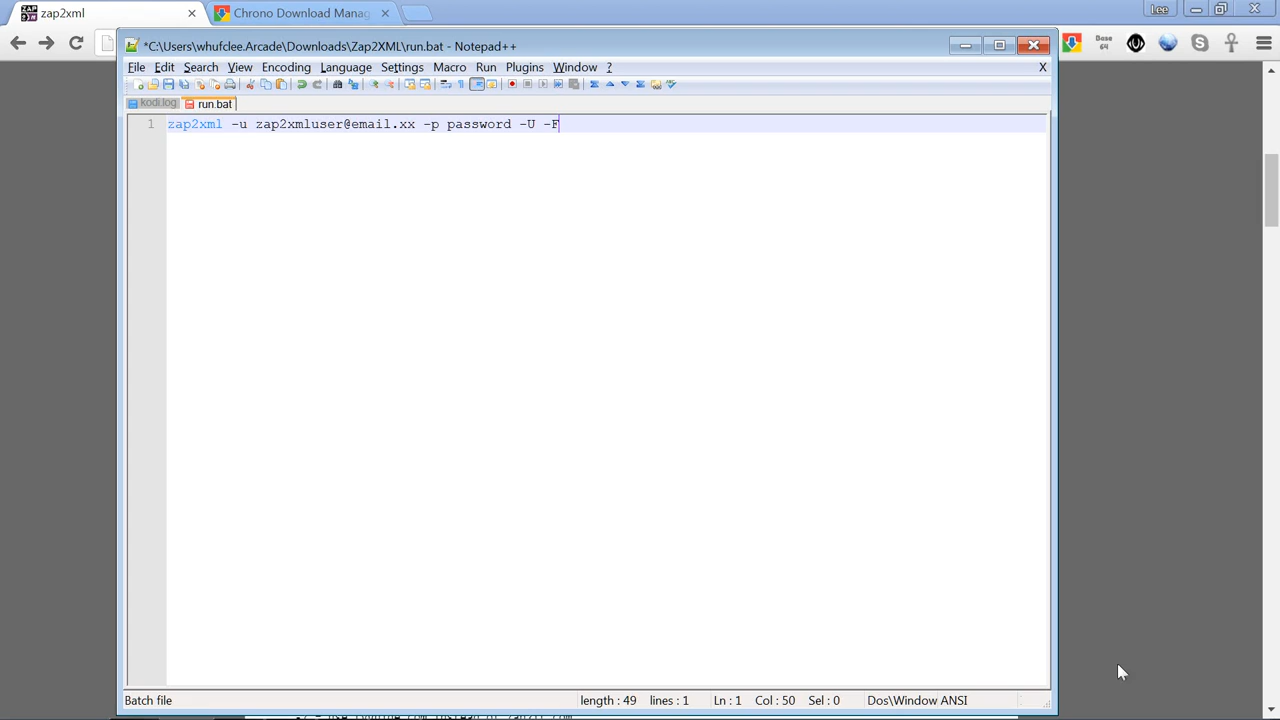 zap2xml
Chrono Download Manag
Lee
*C:\Users\whufclee.Arcade\Downloads\Zap2XML\run.bat - Notepad++
File Edit Search View Encoding Language Settings Macro Run Plugins Window ?
X
kodi.log run.bat
1 zap2xml -u zap2xmluser@email.xx -p password -U -F
Batch file length : 49 lines : 1 Ln : 1 Col : 50 Sel : 0 Dos\Window ANSI